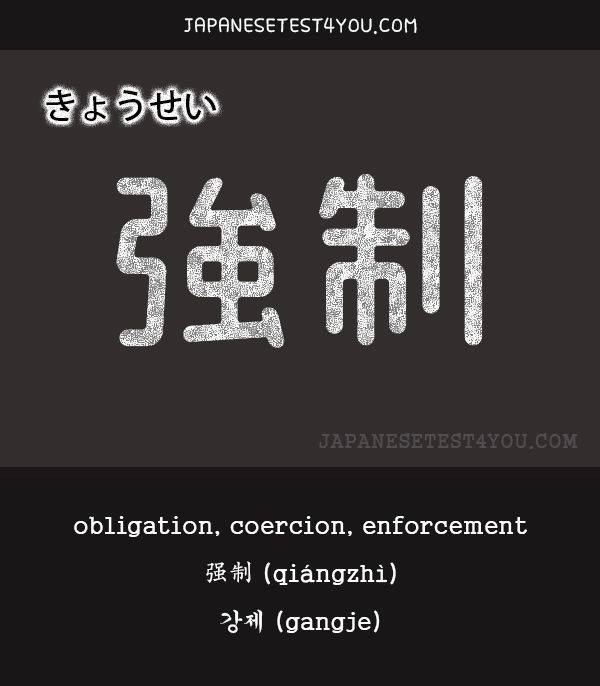 JAPANESETEST4YOU.COM
きょうせい
強制
JAPANESETEST4YOU.COM
obligation, coercion, enforcement
强制 (qiángzhì)
강제 (gangje)